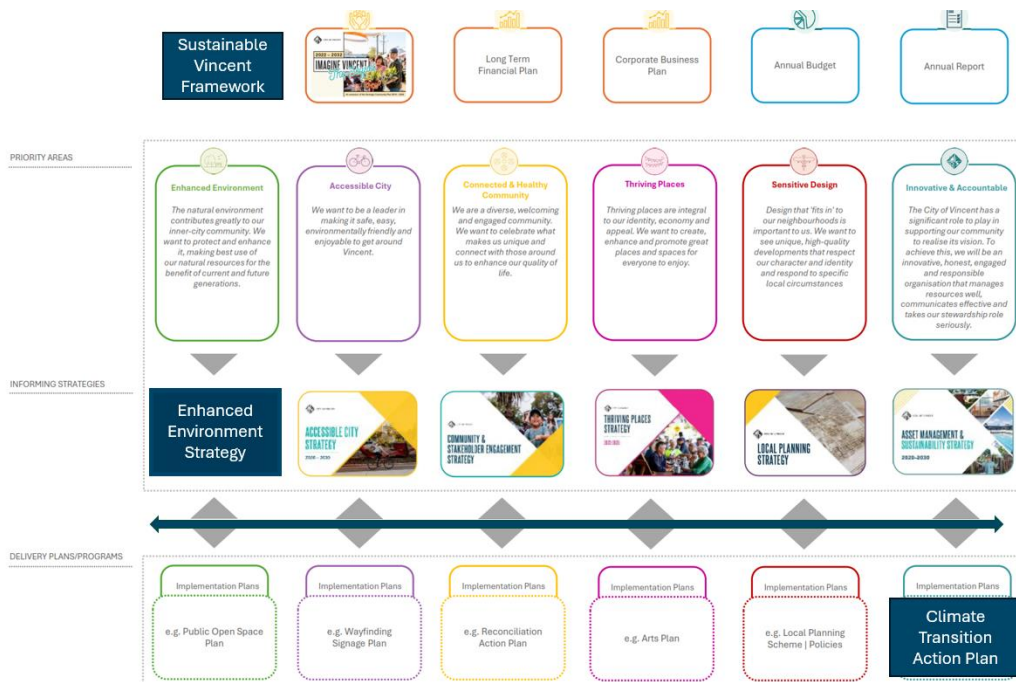 Sustainable
Vincent
Framework
CITY OF VINCENT
2022 – 2032
IMAGINE VINCENT
Long Term
Financial Plan
Corporate Business
Plan
Annual Budget
Annual Report
PRIORITY AREAS
Enhanced Environment
The natural environment
contributes greatly to our
inner-city community. We
want to protect and enhance
it, making best use of
our natural resources for the
benefit of current and future
generations.
Accessible City
We want to be a leader in
making it safe, easy,
environmentally friendly and
enjoyable to get around
Vincent.
Connected & Healthy
Community
We are a diverse, welcoming
and engaged community.
We want to celebrate what
makes us unique and
connect with those around
us to enhance our quality of
life.
Thriving Places
Thriving places are integral
to our identity, economy and
appeal. We want to create,
enhance and promote great
places and spaces for
everyone to enjoy.
Sensitive Design
Design that 'fits in' to
our neighbourhoods is
important to us. We want to
see unique, high-quality
developments that respect
our character and identity
and respond to specific
local circumstances
Innovative & Accountable
The City of Vincent has a
significant role to play in
supporting our community
to realise its vision. To
achieve this, we will be an
innovative, honest, engaged
and responsible
organisation that manages
resources well,
communicates effective and
takes our stewardship role
seriously.
INFORMING STRATEGIES
Enhanced
Environment
Strategy
ACCESSIBLE CITY
STRATEGY
2020 – 2030
COMMUNITY &
STAKEHOLDER ENGAGEMENT
STRATEGY
THRIVING PLACES
STRATEGY
LOCAL PLANNING
STRATEGY
ASSET MANAGEMENT &
SUSTAINABILITY STRATEGY
2020–2030
DELIVERY PLANS/PROGRAMS
Implementation Plans
e.g. Public Open Space
Plan
Implementation Plans
e.g. Wayfinding
Signage Plan
Implementation Plans
e.g. Reconciliation
Action Plan
Implementation Plans
e.g. Arts Plan
Implementation Plans
e.g. Local Planning
Scheme | Policies
Implementation Plans
Climate
Transition
Action Plan